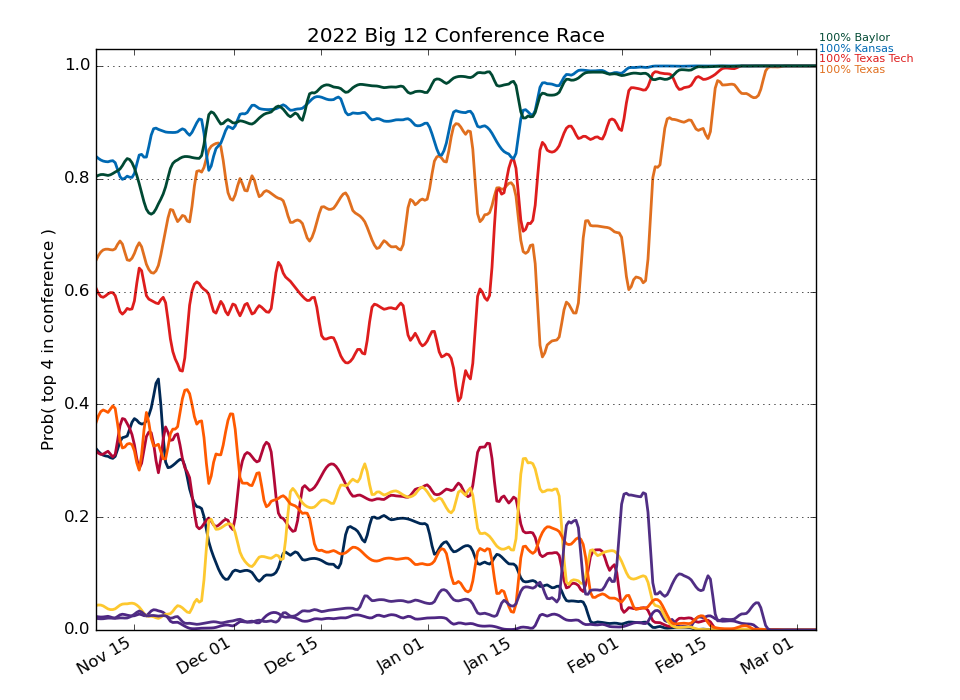 2022 Big 12 Conference Race
100% Baylor
100% Kansas
100% Texas Tech
100% Texas
Prob( top 4 in conference )
1.0
0.8
0.6
0.4
0.2
0.0
Nov 15
Dec 01
Dec 15
Jan 01
Jan 15
Feb 01
Feb 15
Mar 01